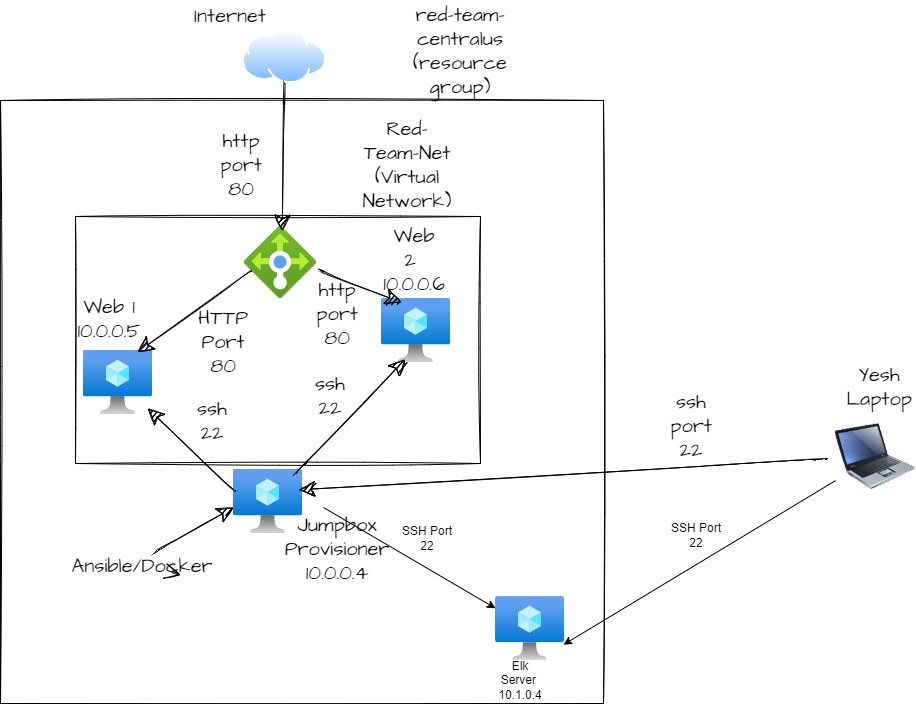 Internet
red-team-
centralus
(resource
group)
http
port
80
Red-
Team-Net
(Virtual
Network)
Web
2
10.0.0.6
Web 1
10.0.0.5
HTTP
Port
80
http
port
80
ssh
22
ssh
22
ssh
port
22
Yesh
Laptop
Jumpbox
Provisioner
10.0.0.4
Ansible/Docker
SSH Port
22
SSH Port
22
Elk
Server
10.1.0.4